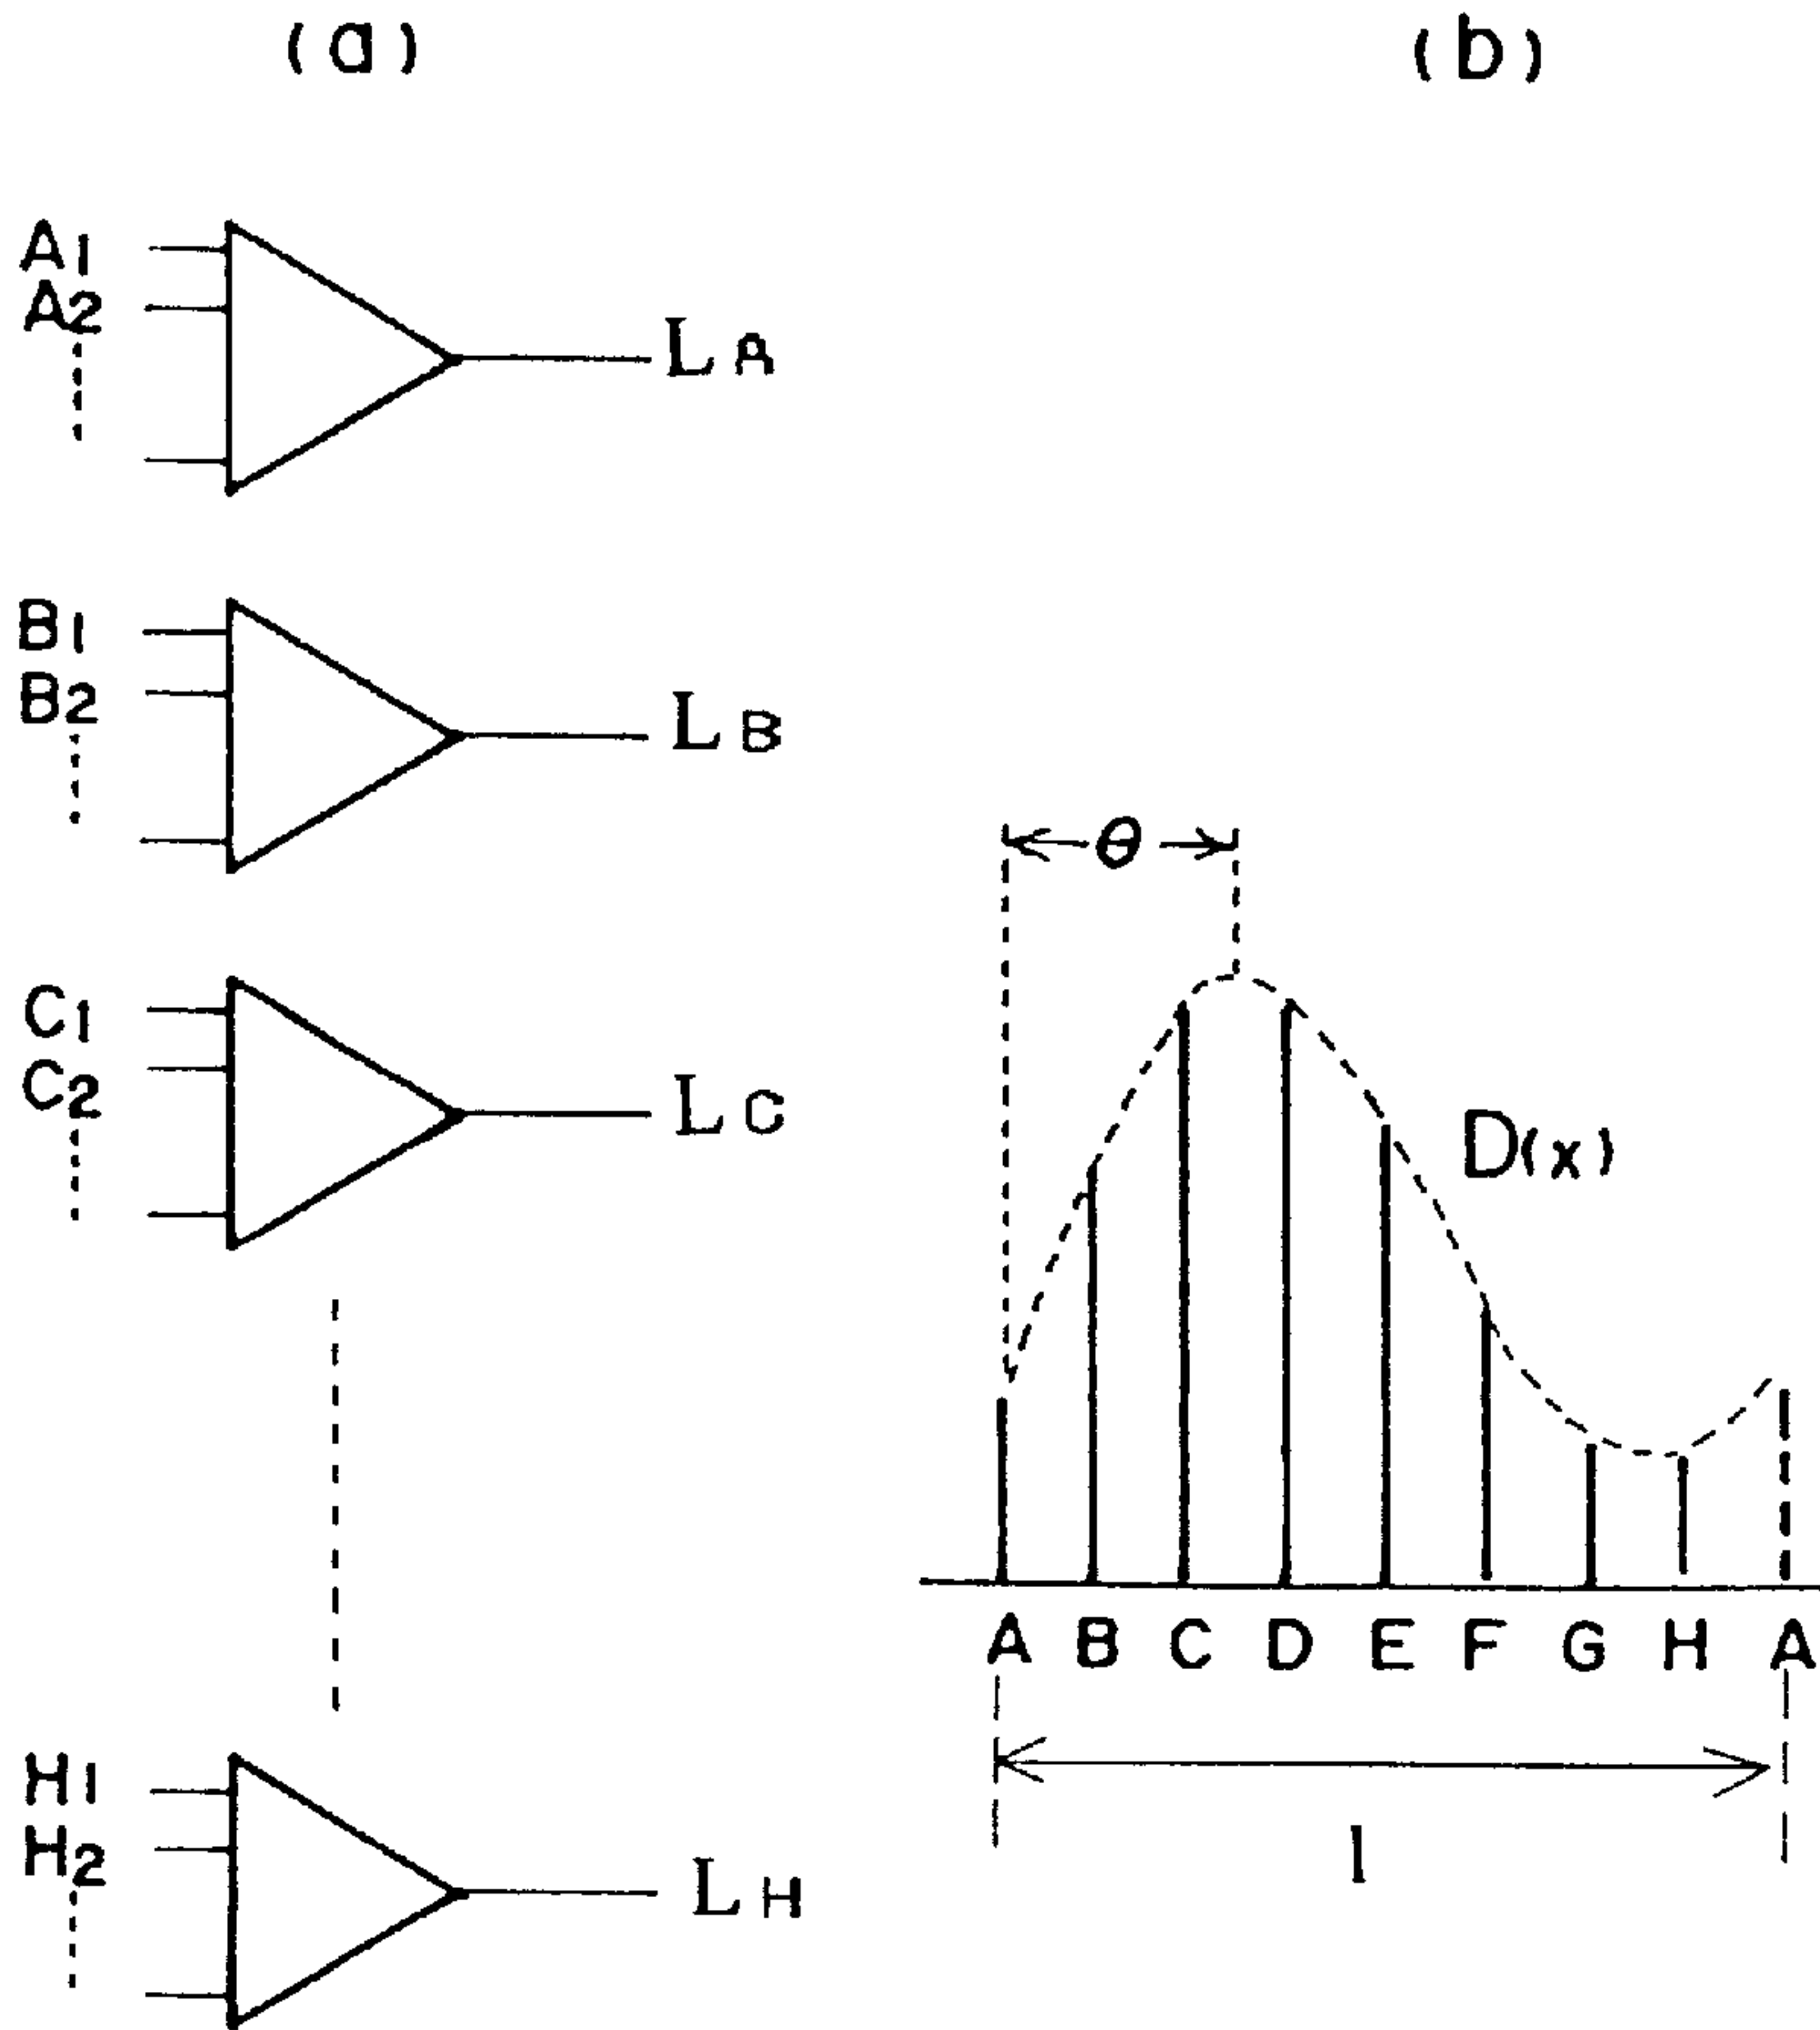 (a)
A1
A2
LA
B1
B2
LB
C1
C2
LC
H1
H2
LH
(b)
θ
D(x)
A B C D E F G H A
l